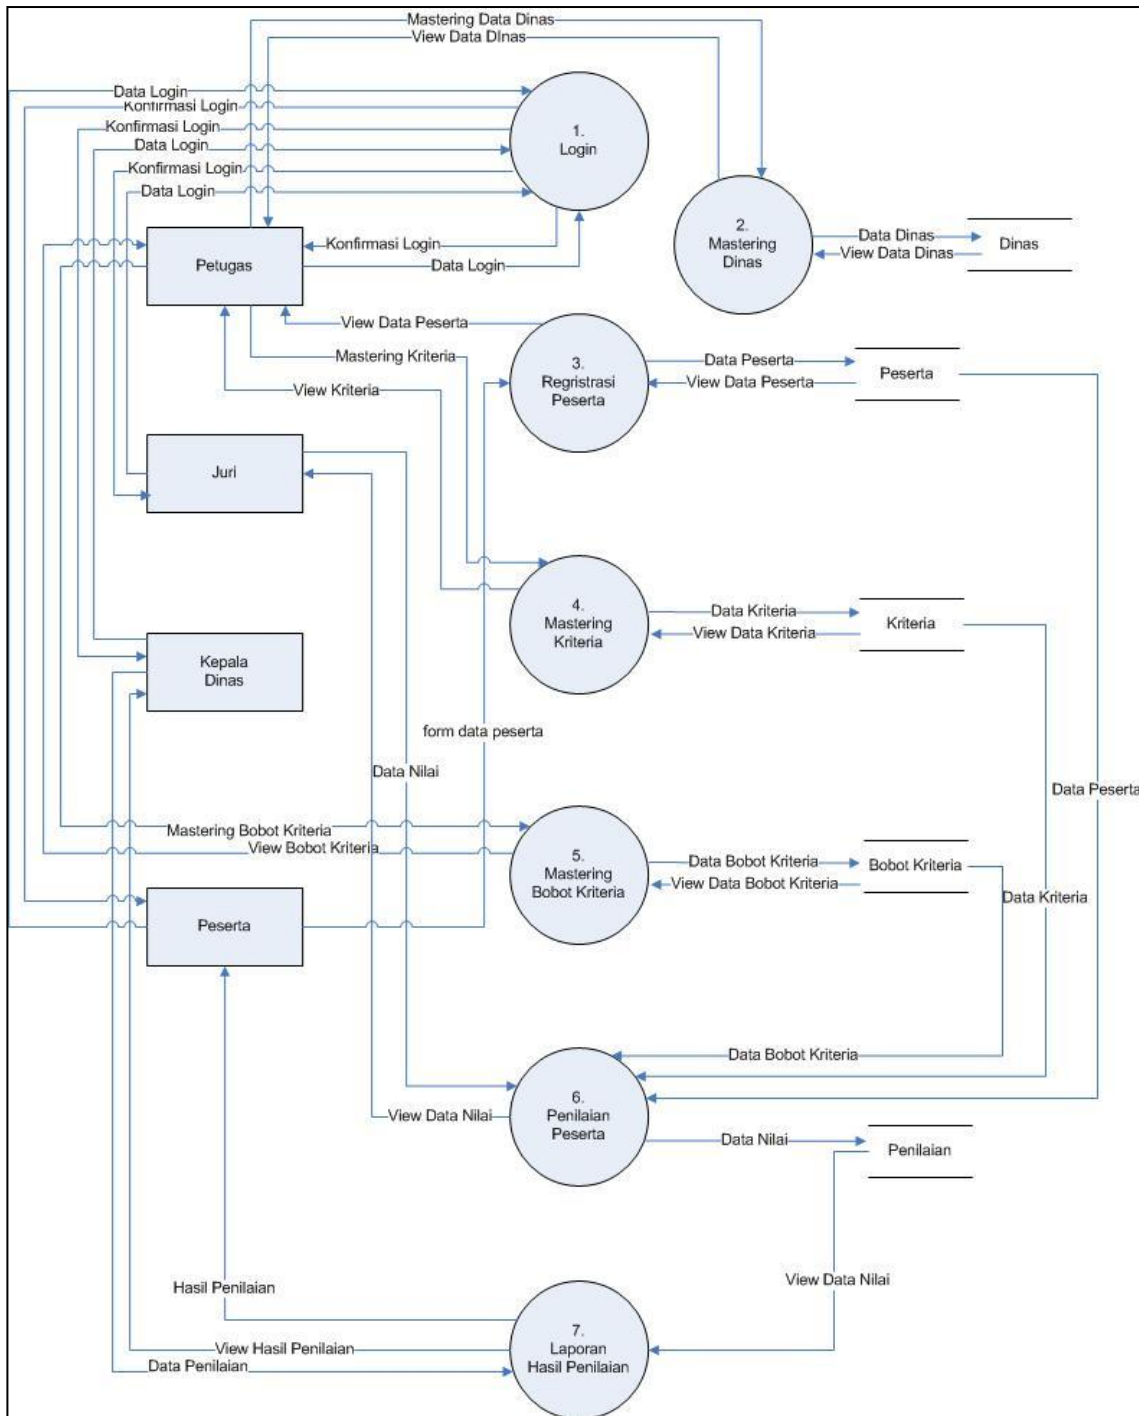 Mastering Data Dinas
View Data DInas
Data Login
Konfirmasi Login
Konfirmasi Login
Data Login
Konfirmasi Login
Data Login
1.
Login
2.
Mastering
Dinas
Data Dinas
View Data Dinas
Dinas
Konfirmasi Login
Data Login
Petugas
View Data Peserta
Mastering Kriteria
View Kriteria
3.
Regristrasi
Peserta
Data Peserta
View Data Peserta
Peserta
Juri
4.
Mastering
Kriteria
Data Kriteria
View Data Kriteria
Kriteria
Kepala
Dinas
form data peserta
Data Nilai
Data Peserta
Mastering Bobot Kriteria
View Bobot Kriteria
5.
Mastering
Bobot Kriteria
Data Bobot Kriteria
View Data Bobot Kriteria
Bobot Kriteria
Data Kriteria
Peserta
Data Bobot Kriteria
6.
Penilaian
Peserta
View Data Nilai
Data Nilai
Penilaian
View Data Nilai
Hasil Penilaian
7.
Laporan
Hasil Penilaian
View Hasil Penilaian
Data Penilaian